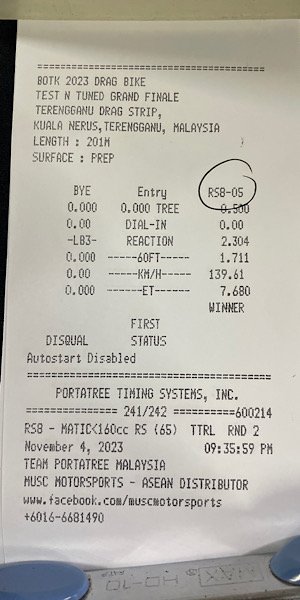 ==========================================
BOTK 2023 DRAG BIKE
TEST N TUNED GRAND FINALE
TERENGGANU DRAG STRIP,
KUALA NERUS,TERENGGANU, MALAYSIA
LENGTH : 201M
SURFACE : PREP
BYE Entry RS8-05
0.000 0.000 TREE 0.500
0.00 DIAL-IN 0.00
-LB3- REACTION 2.304
0.000 ------60FT------ 1.711
0.00 ------KM/H------ 139.61
0.000 -------ET------- 7.680
WINNER
FIRST
DISQUAL STATUS
Autostart Disabled
==========================================
PORTATREE TIMING SYSTEMS, INC.
============== 241/242 ==========600214
RS8 - MATIC<160cc RS (65) TTRL RND 2
November 4, 2023 09:35:59 PM
TEAM PORTATREE MALAYSIA
MUSC MOTORSPORTS - ASEAN DISTRIBUTOR
www.facebook.com/muscmotorsports
+6016-6681490